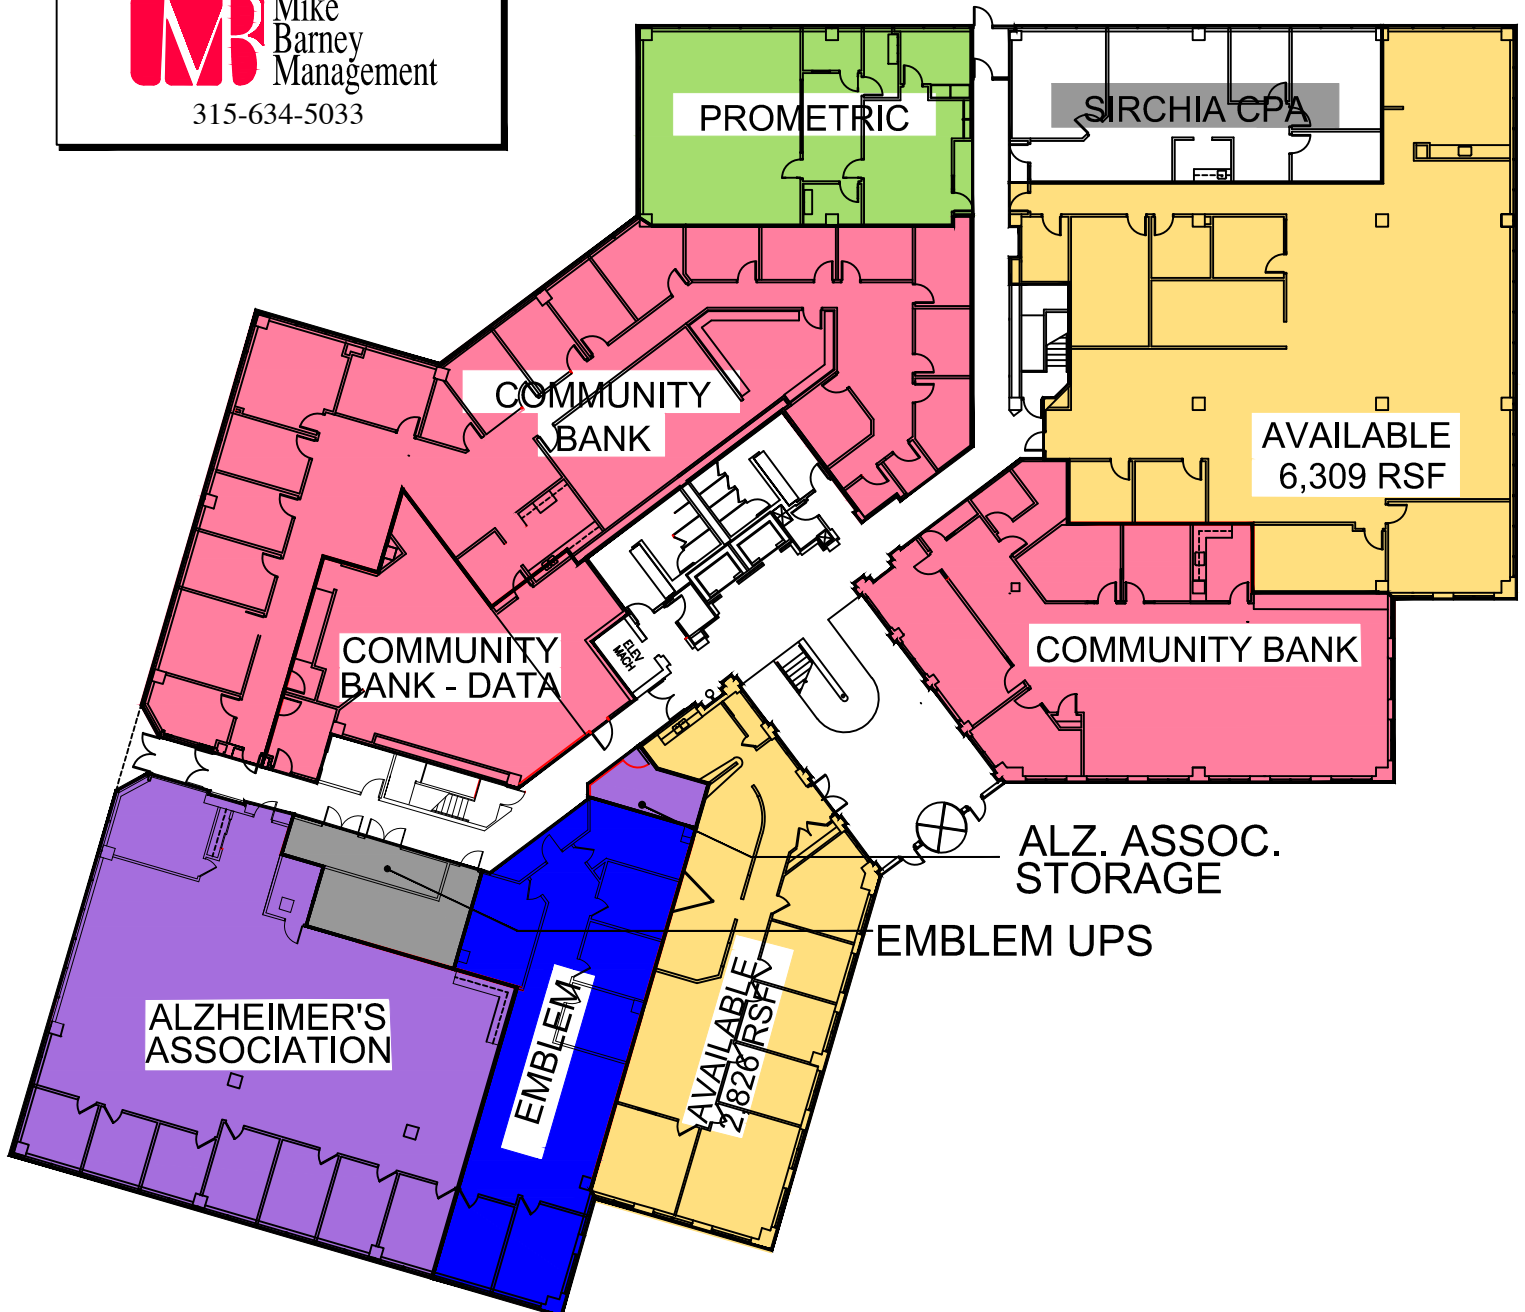 Mike
Barney
Management
315-634-5033
PROMETRIC
SIRCHIA CPA
COMMUNITY
BANK
AVAILABLE
6,309 RSF
COMMUNITY
BANK - DATA
ELEV
MACH
COMMUNITY BANK
ALZ. ASSOC.
STORAGE
EMBLEM UPS
ALZHEIMER'S
ASSOCIATION
EMBLEM
AVAILABLE
2,826 RSF